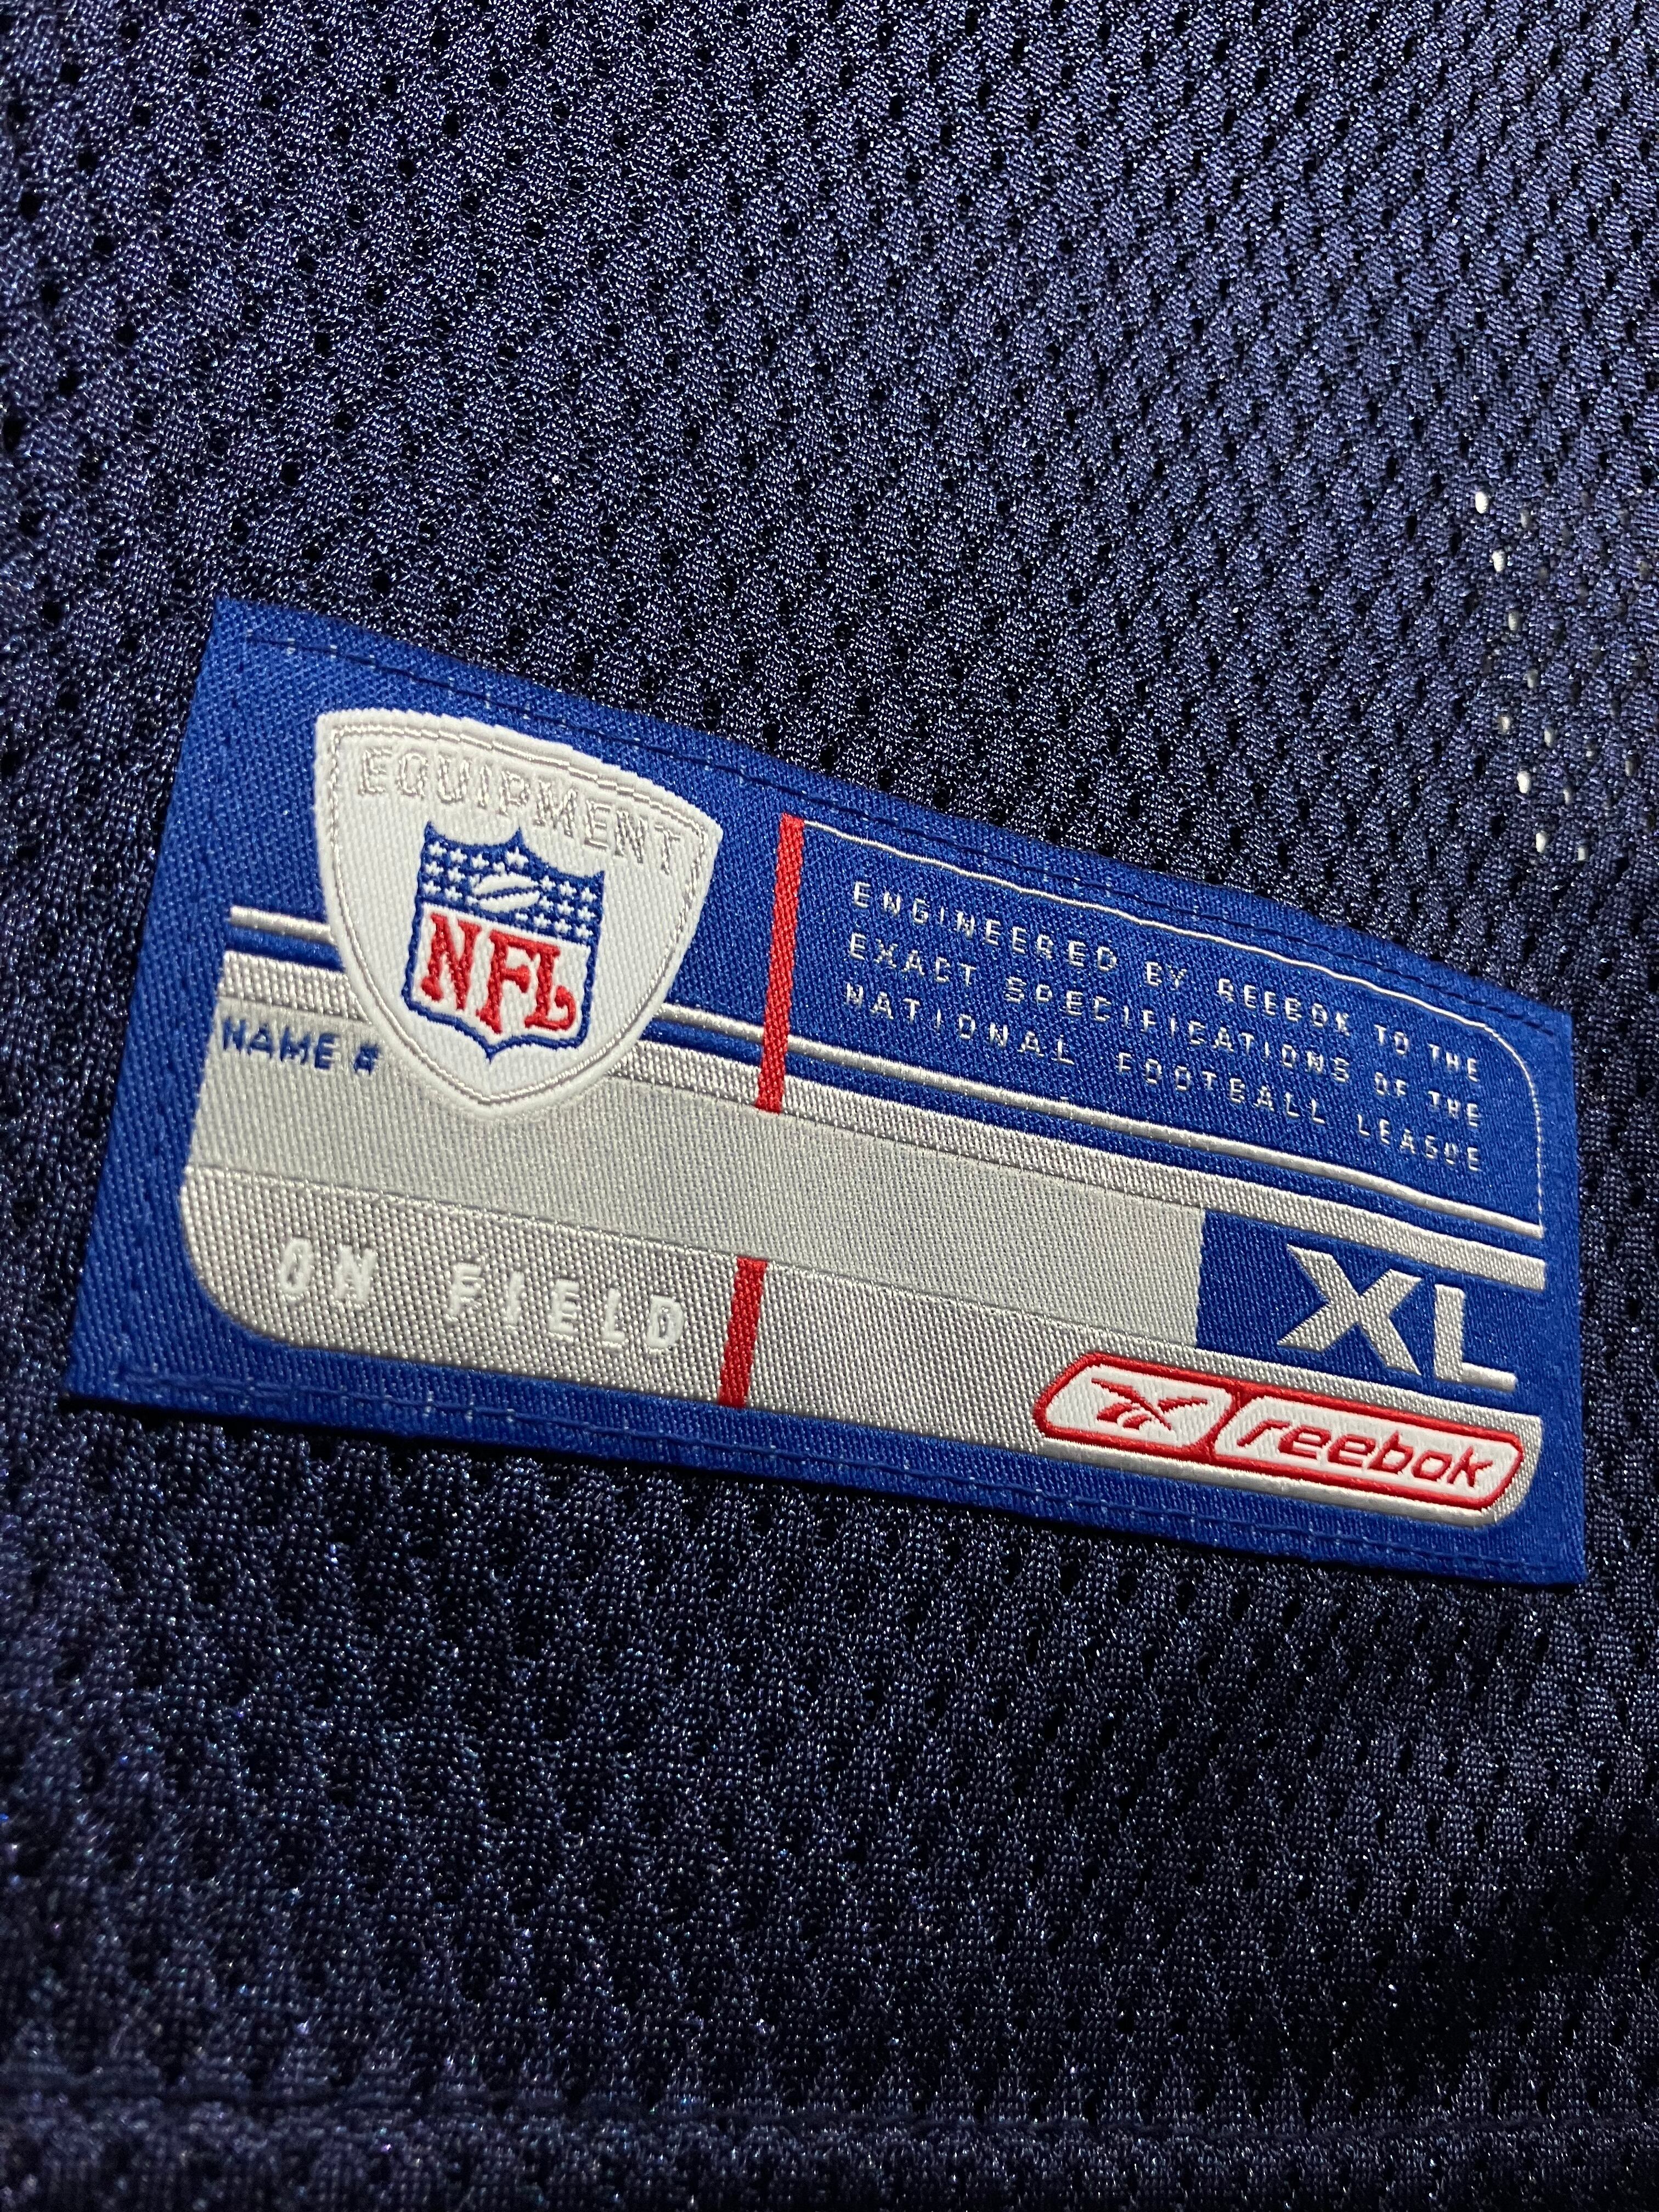 EQUIPMENT
NFL
ENGINEERED BY REEBOK TO THE
EXACT SPECIFICATIONS OF THE
NATIONAL FOOTBALL LEAGUE
NAME #
XL
ON FIELD
reebok